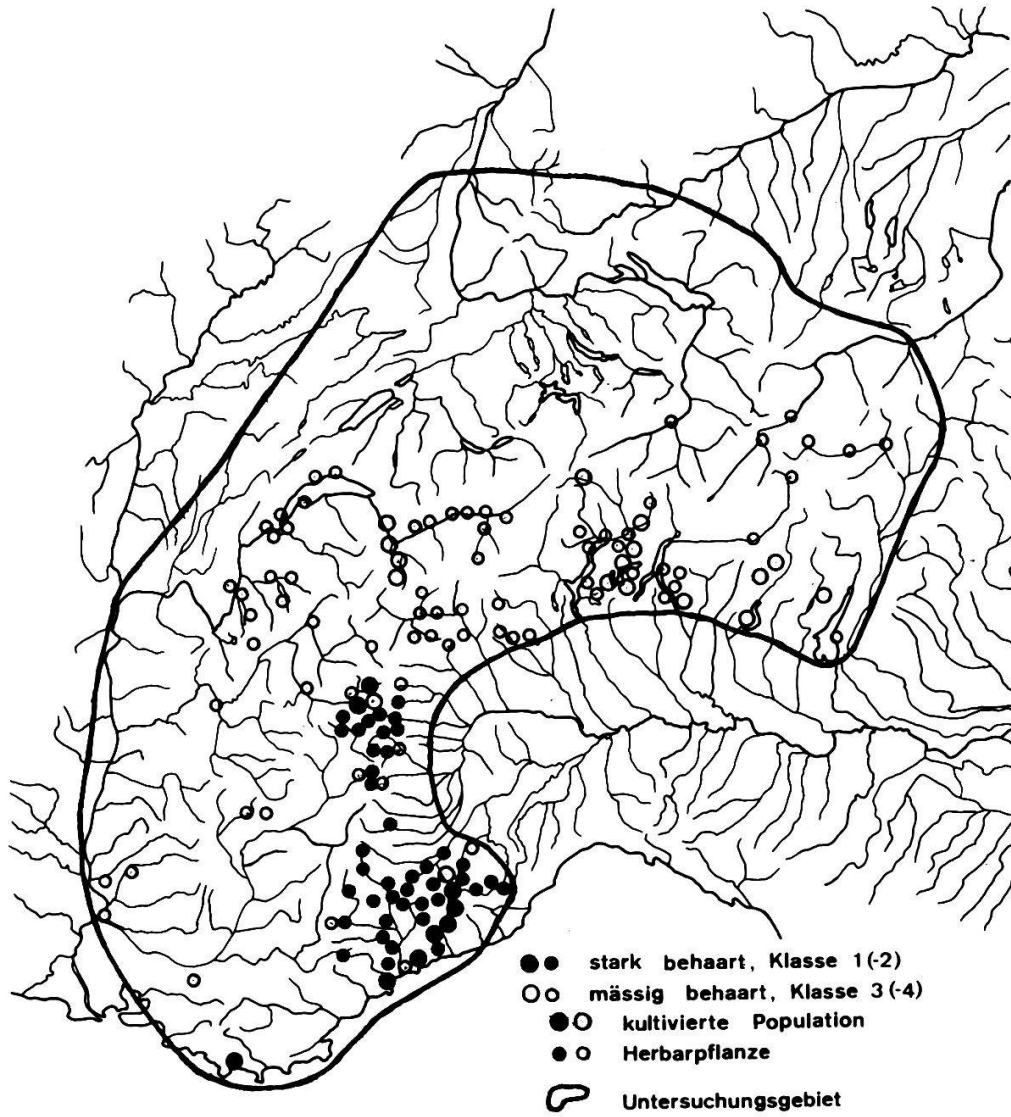 stark behaart, Klasse 1(-2)
mässig behaart, Klasse 3(-4)
kultivierte Population
Herbarpflanze
Untersuchungsgebiet